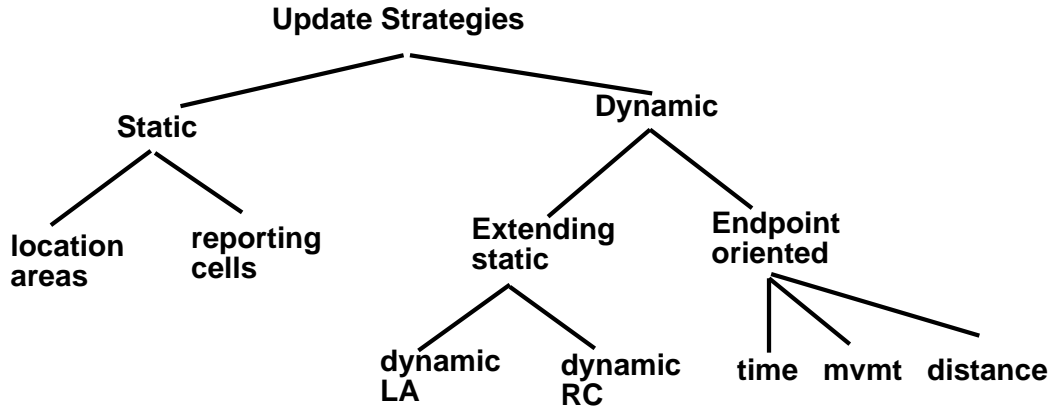 Update Strategies
Static
Dynamic
location
areas
reporting
cells
Extending
static
Endpoint
oriented
dynamic
LA
dynamic
RC
time
mvmt
distance